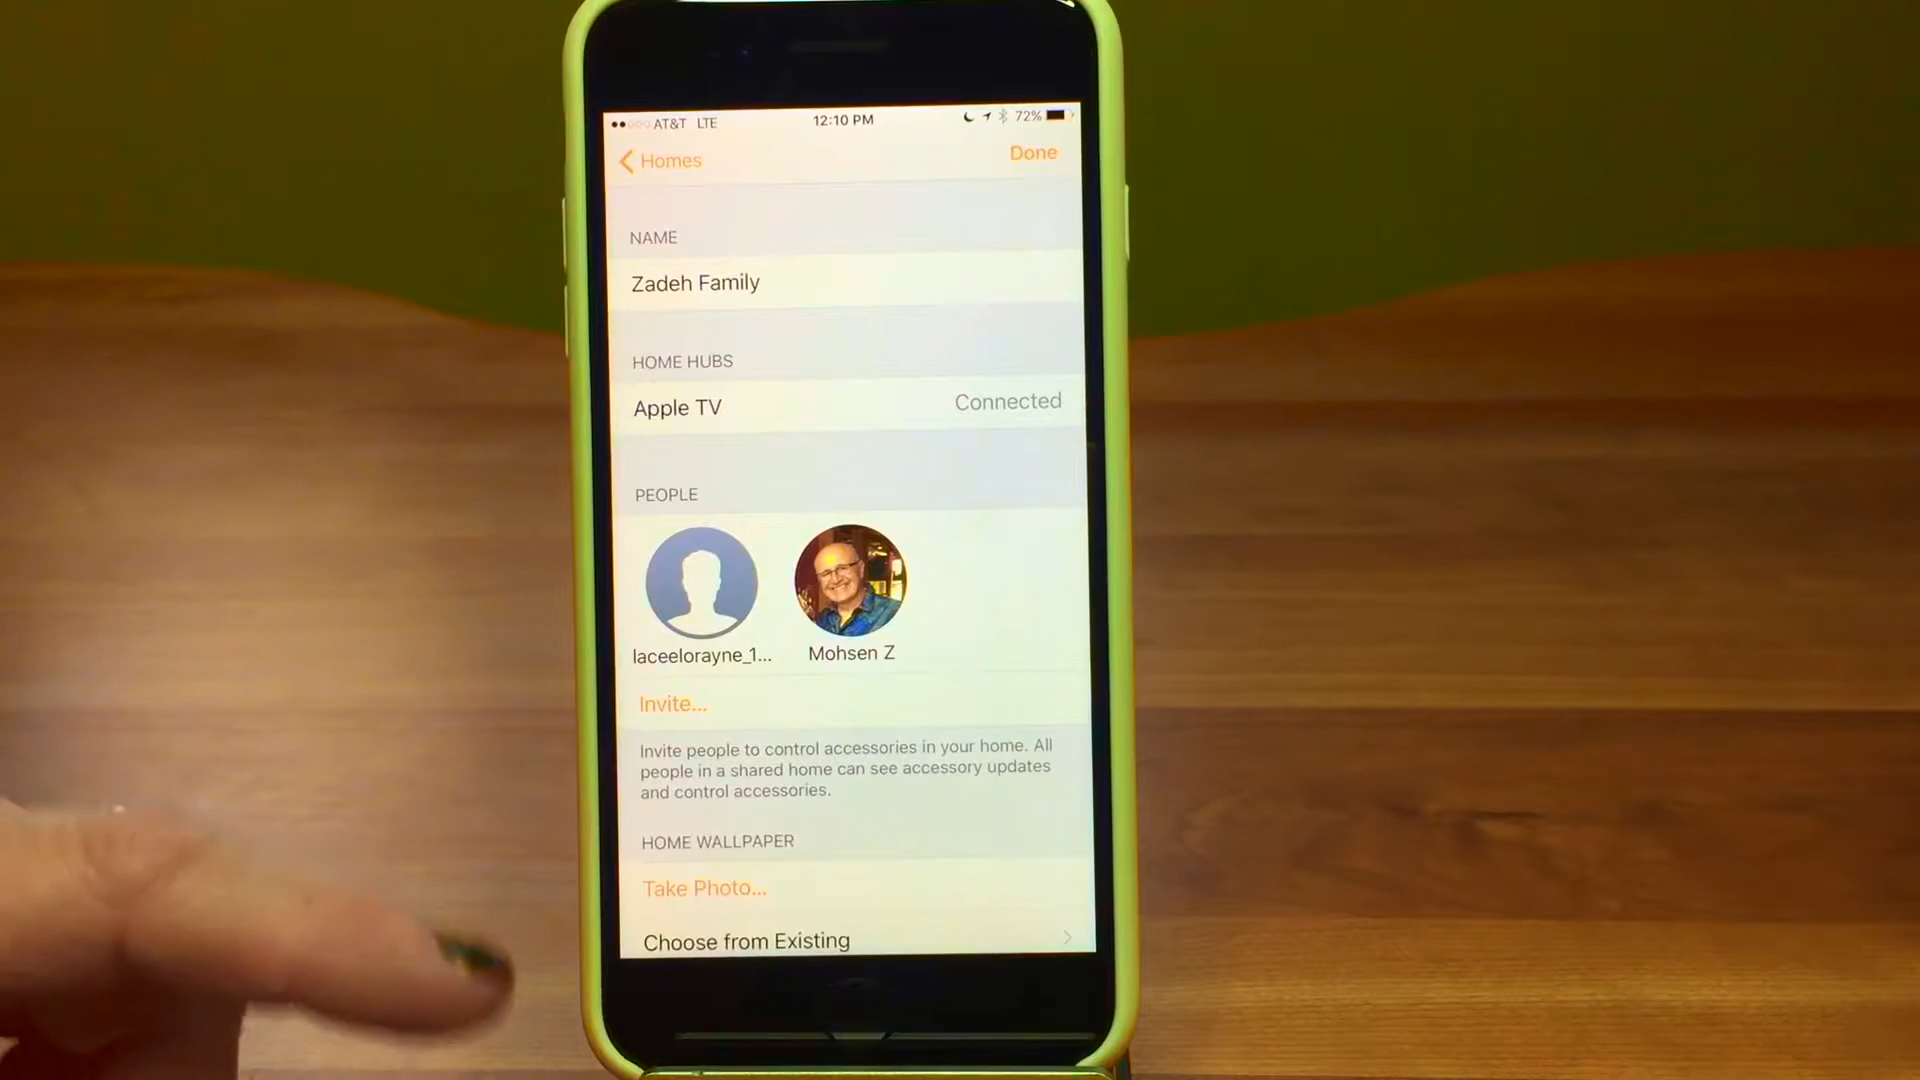 AT&T LTE 12:10 PM 72%
Homes Done
NAME
Zadeh Family
HOME HUBS
Apple TV Connected
PEOPLE
laceelorayne_1... Mohsen Z
Invite...
Invite people to control accessories in your home. All
people in a shared home can see accessory updates
and control accessories.
HOME WALLPAPER
Take Photo...
Choose from Existing